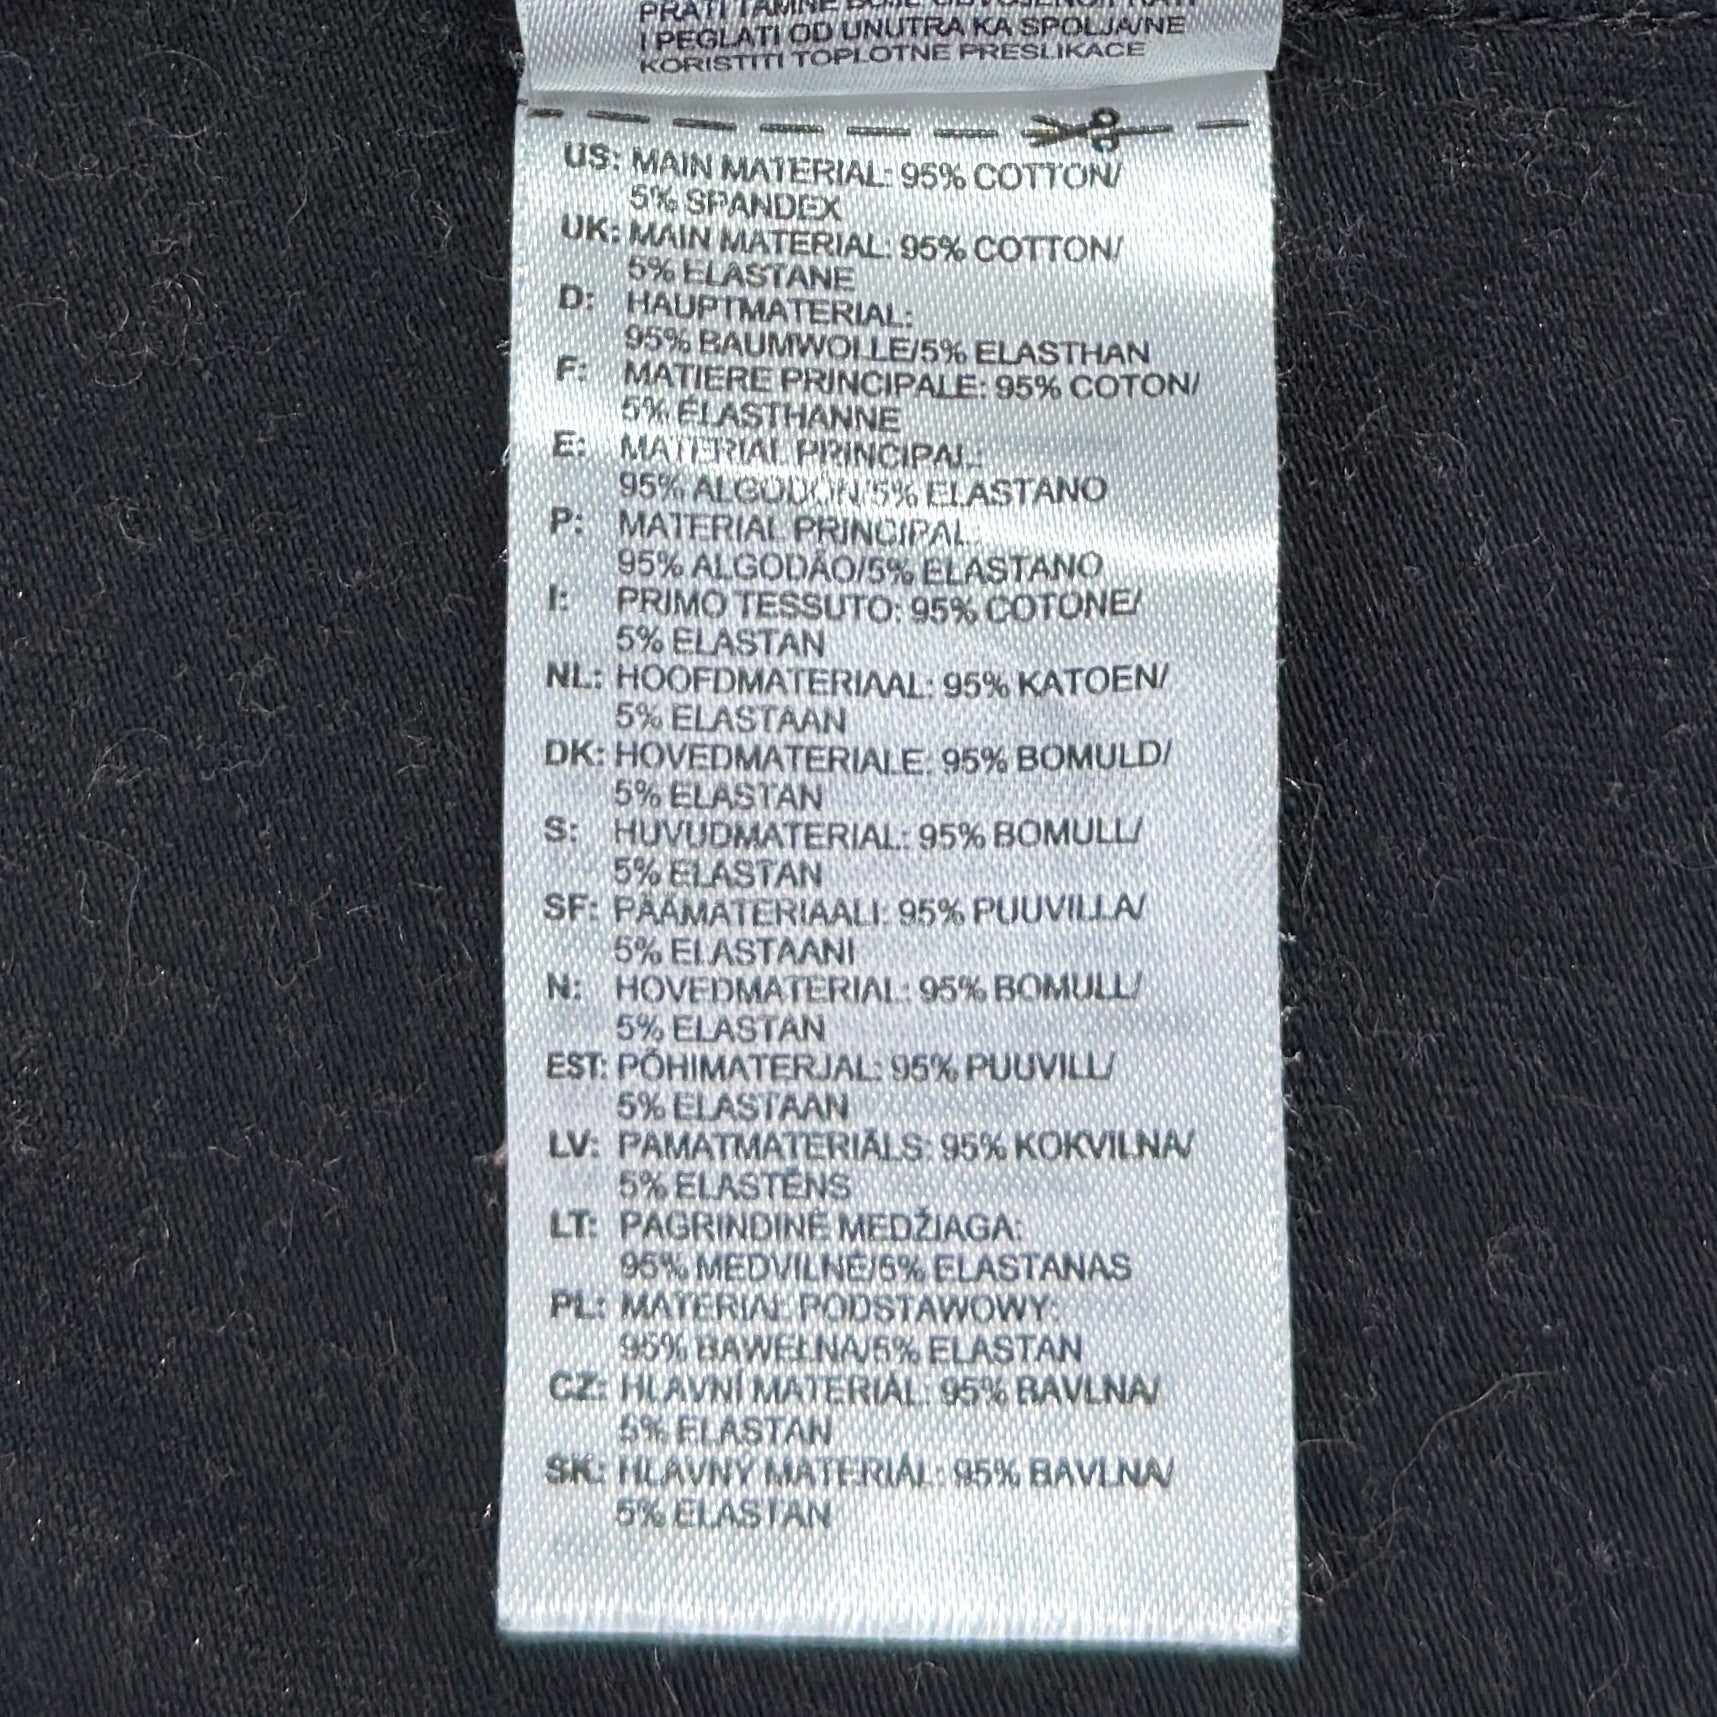 I PEGLATI OD UNUTRA KA SPOLJA/NE
KORISTITI TOPLOTNE PRESLIKACE
US: MAIN MATERIAL: 95% COTTON/
5% SPANDEX
UK: MAIN MATERIAL: 95% COTTON/
5% ELASTANE
D: HAUPTMATERIAL:
95% BAUMWOLLE/5% ELASTHAN
F: MATIERE PRINCIPALE: 95% COTON/
5% ÉLASTHANNE
E: MATERIAL PRINCIPAL:
95% ALGODÓN/5% ELASTANO
P: MATERIAL PRINCIPAL:
95% ALGODÃO/5% ELASTANO
I: PRIMO TESSUTO: 95% COTONE/
5% ELASTAN
NL: HOOFDMATERIAAL: 95% KATOEN/
5% ELASTAAN
DK: HOVEDMATERIALE: 95% BOMULD/
5% ELASTAN
S: HUVUDMATERIAL: 95% BOMULL/
5% ELASTAN
SF: PÄÄMATERIAALI: 95% PUUVILLA/
5% ELASTAANI
N: HOVEDMATERIAL: 95% BOMULL/
5% ELASTAN
EST: PÕHIMATERJAL: 95% PUUVILL/
5% ELASTAAN
LV: PAMATMATERIĀLS: 95% KOKVILNA/
5% ELASTĒNS
LT: PAGRINDINĖ MEDŽIAGA:
95% MEDVILNĖ/5% ELASTANAS
PL: MATERIAŁ PODSTAWOWY:
95% BAWEŁNA/5% ELASTAN
CZ: HLAVNÍ MATERIÁL: 95% BAVLNA/
5% ELASTAN
SK: HLAVNÝ MATERIÁL: 95% BAVLNA/
5% ELASTAN